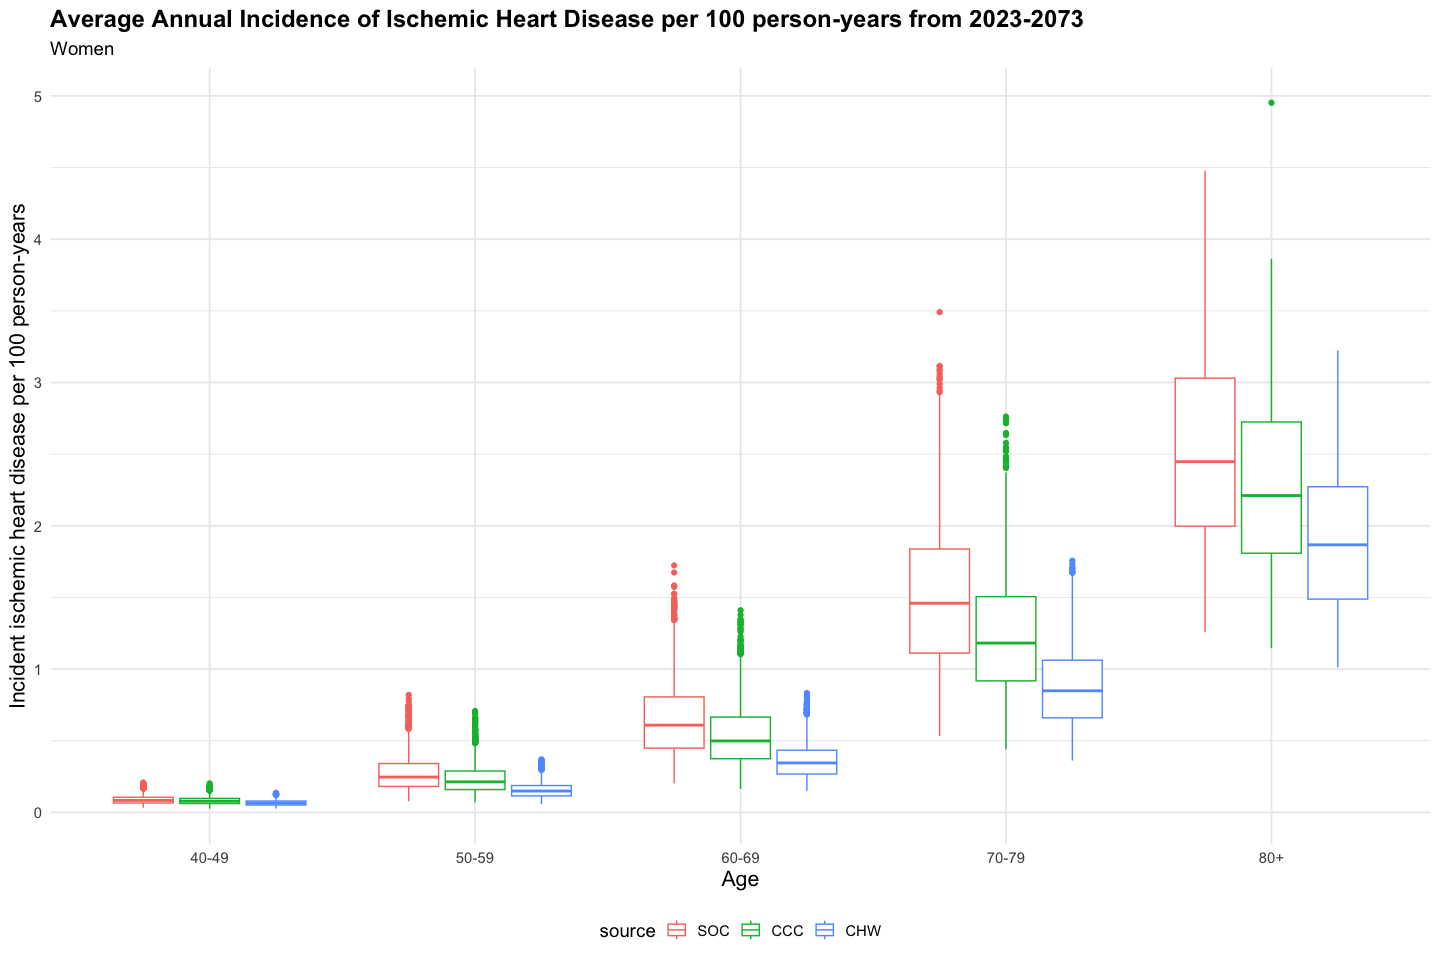 Average Annual Incidence of Ischemic Heart Disease per 100 person-years from 2023-2073
Women
Incident ischemic heart disease per 100 person-years
5
4
3
2
1
0
40-49 50-59 60-69 70-79 80+
Age
source SOC CCC CHW